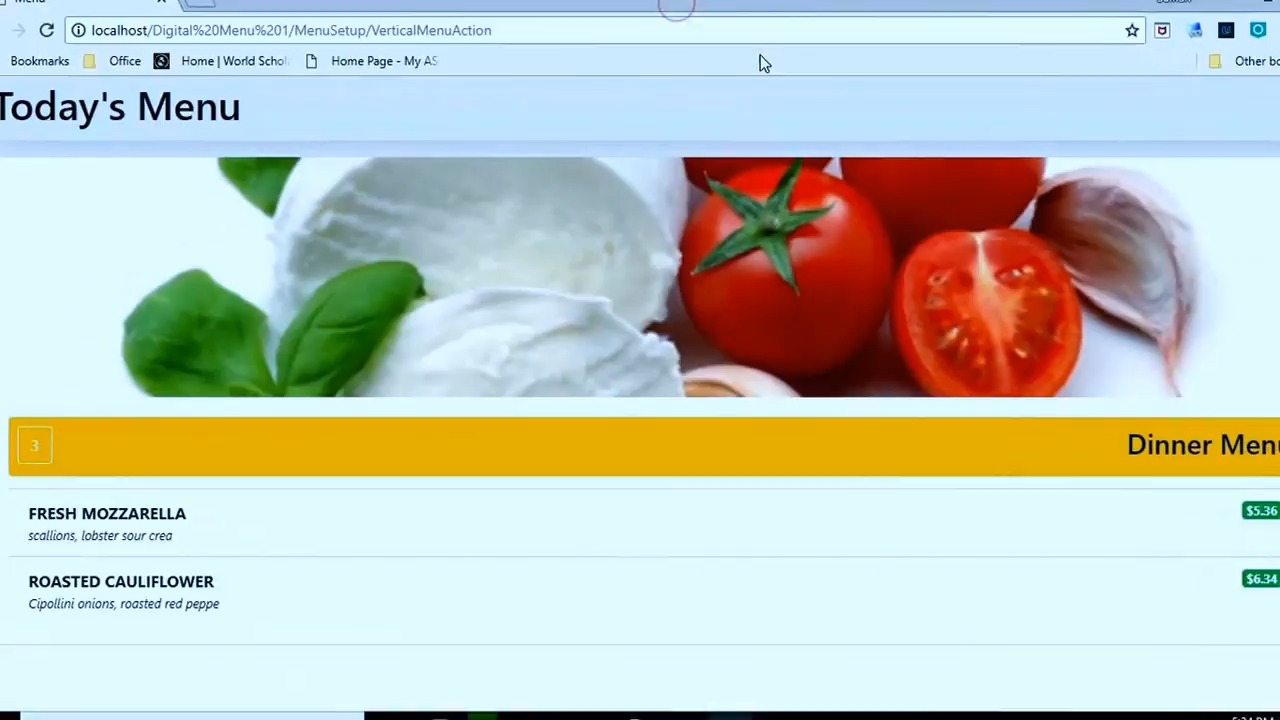 localhost/Digital%20Menu%201/MenuSetup/VerticalMenuAction
Bookmarks Office Home | World Scho Home Page - My AS Other bo
Today's Menu
3 Dinner Menu
FRESH MOZZARELLA $5.36
scallions, lobster sour crea
ROASTED CAULIFLOWER $6.34
Cipollini onions, roasted red peppe